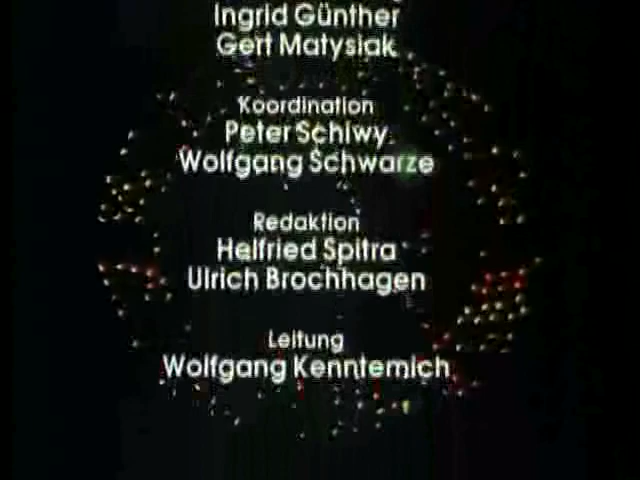 Ingrid Günther
Gert Matysiak
Koordination
Peter Schiwy
Wolfgang Schwarze
Redaktion
Helfried Spitra
Ulrich Brochhagen
Leitung
Wolfgang Kenntemich